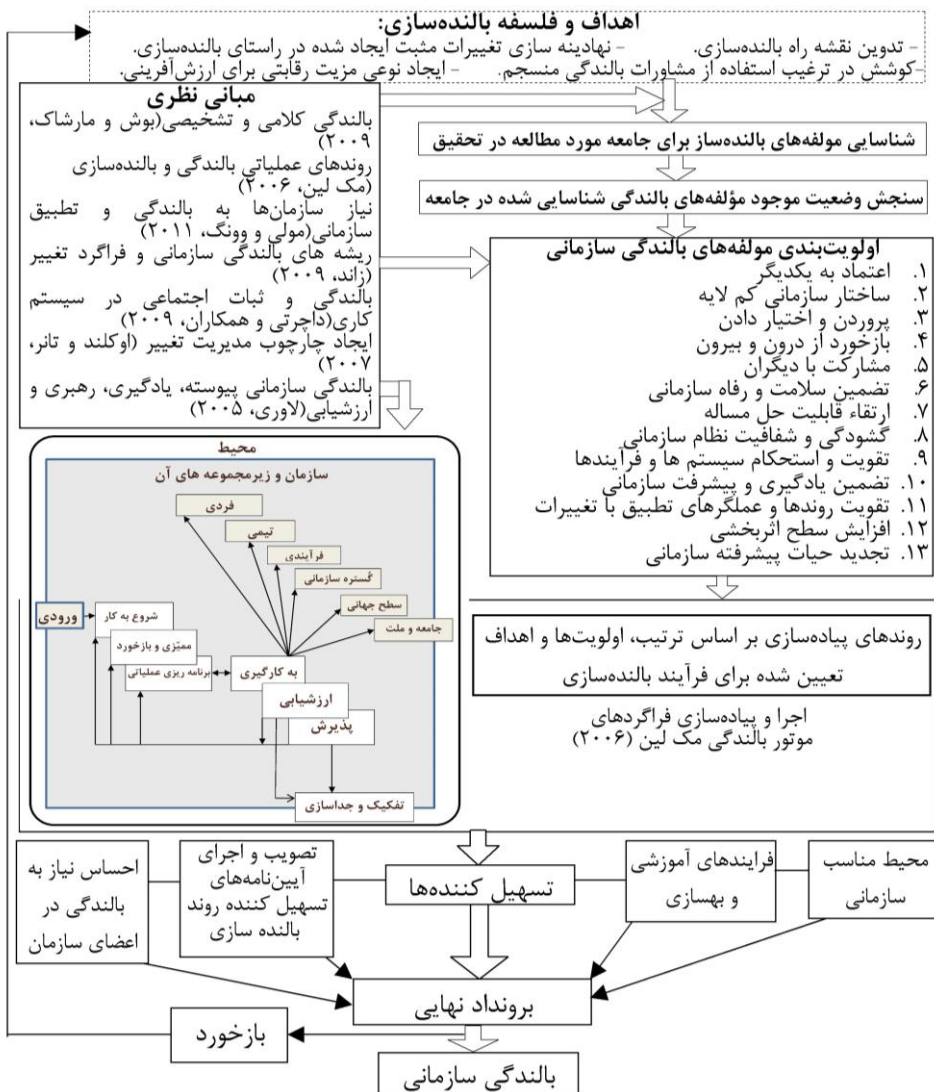 اهداف و فلسفه بالنده‌سازی:
- تدوین نقشه راه بالنده‌سازی. - نهادینه سازی تغییرات مثبت ایجاد شده در راستای بالنده‌سازی.
-کوشش در ترغیب استفاده از مشاورات بالندگی منسجم. - ایجاد نوعی مزیت رقابتی برای ارزش‌آفرینی.
مبانی نظری
بالندگی کلامی و تشخیصی(بوش و مارشاک،
۲۰۰۹)
روندهای عملیاتی بالندگی و بالنده‌سازی
(مک لین، ۲۰۰۶)
نیاز سازمان‌ها به بالندگی و تطبیق
سازمانی(مولی و وونگ، ۲۰۱۱)
ریشه های بالندگی سازمانی و فراگرد تغییر
(زاند، ۲۰۰۹)
بالندگی و ثبات اجتماعی در سیستم
کاری(داچرتی و همکاران، ۲۰۰۹)
ایجاد چارچوب مدیریت تغییر (اوکلند و تانر،
۲۰۰۷)
بالندگی سازمانی پیوسته، یادگیری، رهبری و
ارزشیابی(لاوری، ۲۰۰۵)
شناسایی مولفه‌های بالنده‌ساز برای جامعه مورد مطالعه در تحقیق
سنجش وضعیت موجود مؤلفه‌های بالندگی شناسایی شده در جامعه
اولویت‌بندی مولفه‌های بالندگی سازمانی
۱. اعتماد به یکدیگر
۲. ساختار سازمانی کم لایه
۳. پروردن و اختیار دادن
۴. بازخورد از درون و بیرون
۵. مشارکت با دیگران
۶. تضمین سلامت و رفاه سازمانی
۷. ارتقاء قابلیت حل مساله
۸. گشودگی و شفافیت نظام سازمانی
۹. تقویت و استحکام سیستم ها و فرآیندها
۱۰. تضمین یادگیری و پیشرفت سازمانی
۱۱. تقویت روندها و عملگرهای تطبیق با تغییرات
۱۲. افزایش سطح اثربخشی
۱۳. تجدید حیات پیشرفته سازمانی
محیط
سازمان و زیرمجموعه های آن
فردی
تیمی
فرآیندی
گستره سازمانی
سطح جهانی
جامعه و ملت
ورودی
شروع به کار
ممیّزی و بازخورد
برنامه ریزی عملیاتی
به کارگیری
ارزشیابی
پذیرش
تفکیک و جداسازی
روندهای پیاده‌سازی بر اساس ترتیب، اولویت‌ها و اهداف
تعیین شده برای فرآیند بالنده‌سازی
اجرا و پیاده‌سازی فراگردهای
موتور بالندگی مک لین (۲۰۰۶)
محیط مناسب
سازمانی
فرایندهای آموزشی
و بهسازی
تسهیل کننده‌ها
تصویب و اجرای
آیین‌نامه‌های
تسهیل کننده روند
بالنده سازی
احساس نیاز به
بالندگی در
اعضای سازمان
برونداد نهایی
بازخورد
بالندگی سازمانی